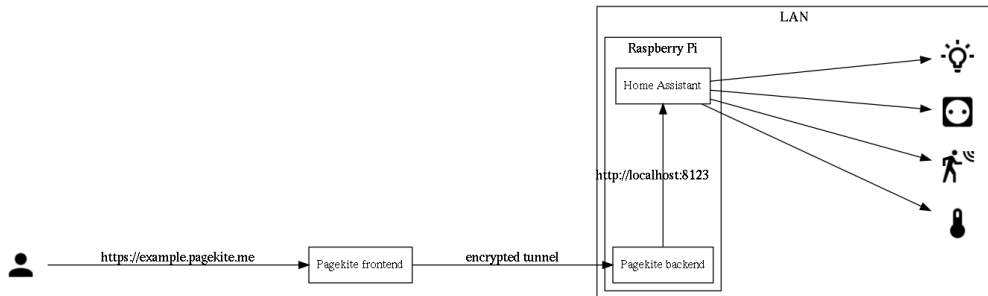 LAN
Raspberry Pi
Home Assistant
http://localhost:8123
https://example.pagekite.me
Pagekite frontend
encrypted tunnel
Pagekite backend